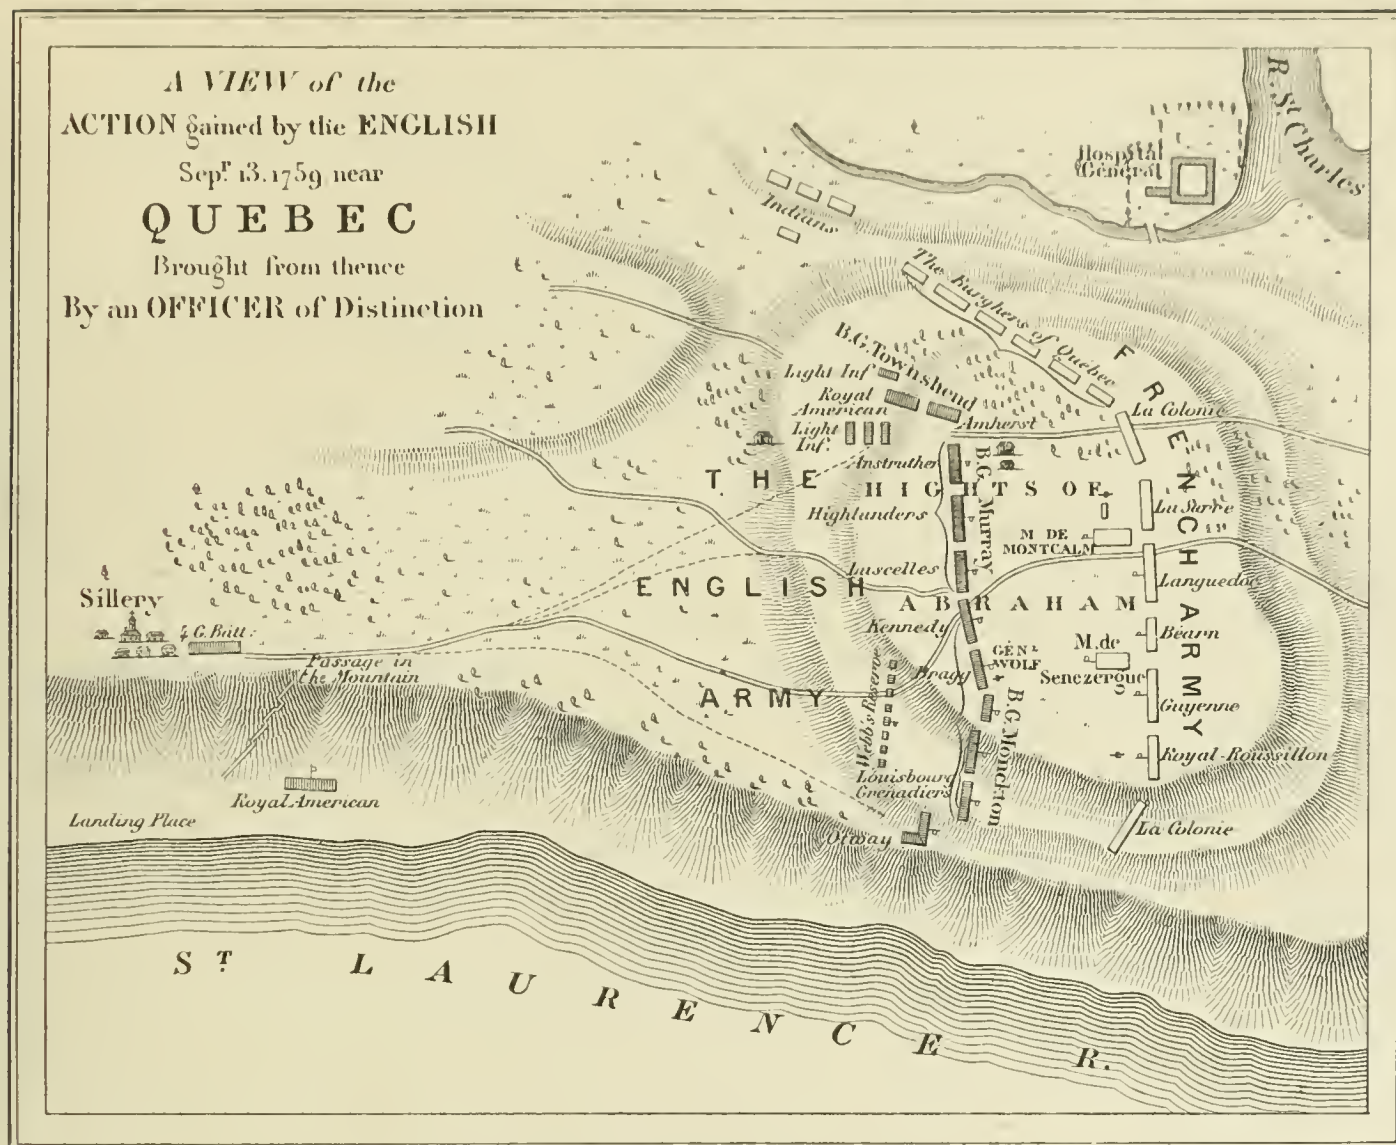 A VIEW of the
ACTION gained by the ENGLISH
Sepr. 13. 1759 near
QUEBEC
Brought from thence
By an OFFICER of Distinction
R. St. Charles
Hospital
General
Indians
The Burghers of Quebec
FRENCH ARMY
B.G. Townshend
Light Inf
Royal
American
Amherst
Light
Inf.
La Colonie
Anstruther
THE
HIGHTS OF
B.G. Murray
Highlanders
La Sarre
M DE
MONTCALM
Luscelles
Languedoc
ENGLISH
ABRAHAM
Kennedy
Sillery
4 G. Batt:
Bearn
GENL
WOLF
M. de
Senezergue
Bragg
Passage in
the Mountain
ARMY
Webb's Reserve
Guyenne
B.G. Monckton
Royal-Roussillon
Louisbourg
Grenadiers
Royal American
Landing Place
Otway
La Colonie
ST LAURENCE R.